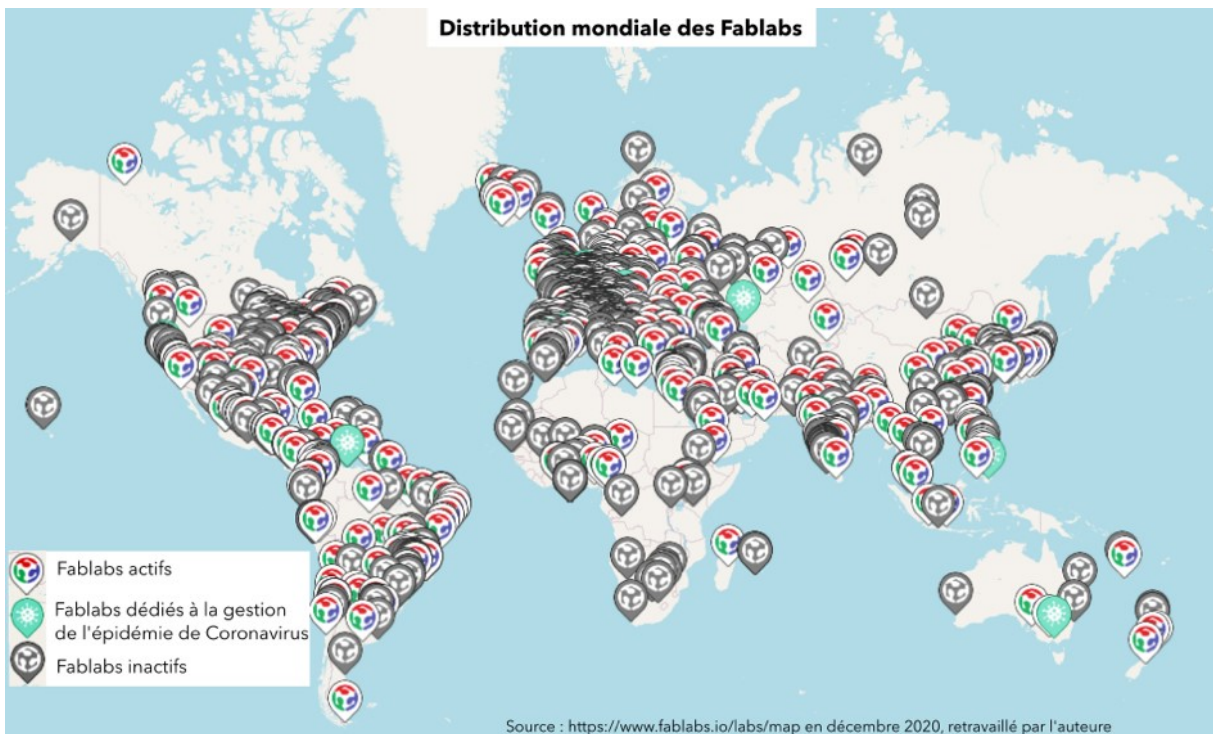 Distribution mondiale des Fablabs
Fablabs actifs
Fablabs dédiés à la gestion
de l'épidémie de Coronavirus
Fablabs inactifs
Source : https://www.fablabs.io/labs/map en décembre 2020, retravaillé par l'auteure